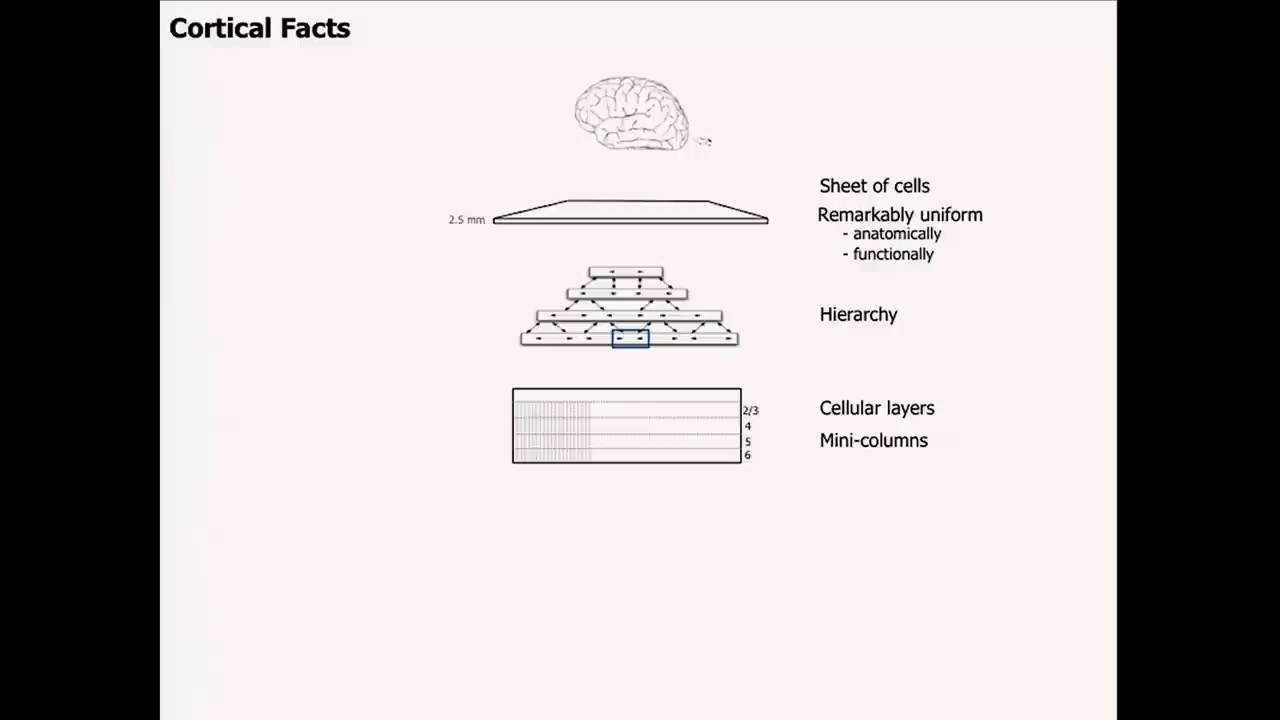 Cortical Facts
Sheet of cells
2.5 mm
Remarkably uniform
- anatomically
- functionally
Hierarchy
2/3
4
5
6
Cellular layers
Mini-columns